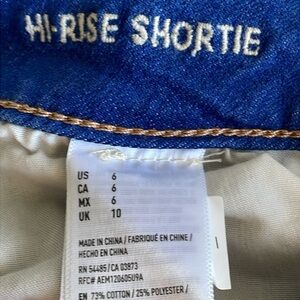 HI-RISE SHORTIE
US 6
CA 6
MX 6
UK 10
MADE IN CHINA / FABRIQUÉ EN CHINE /
HECHO EN CHINA
RN 54485/CA 03873
RFC# AEM120605U9A
EN 73% COTTON / 25% POLYESTER /